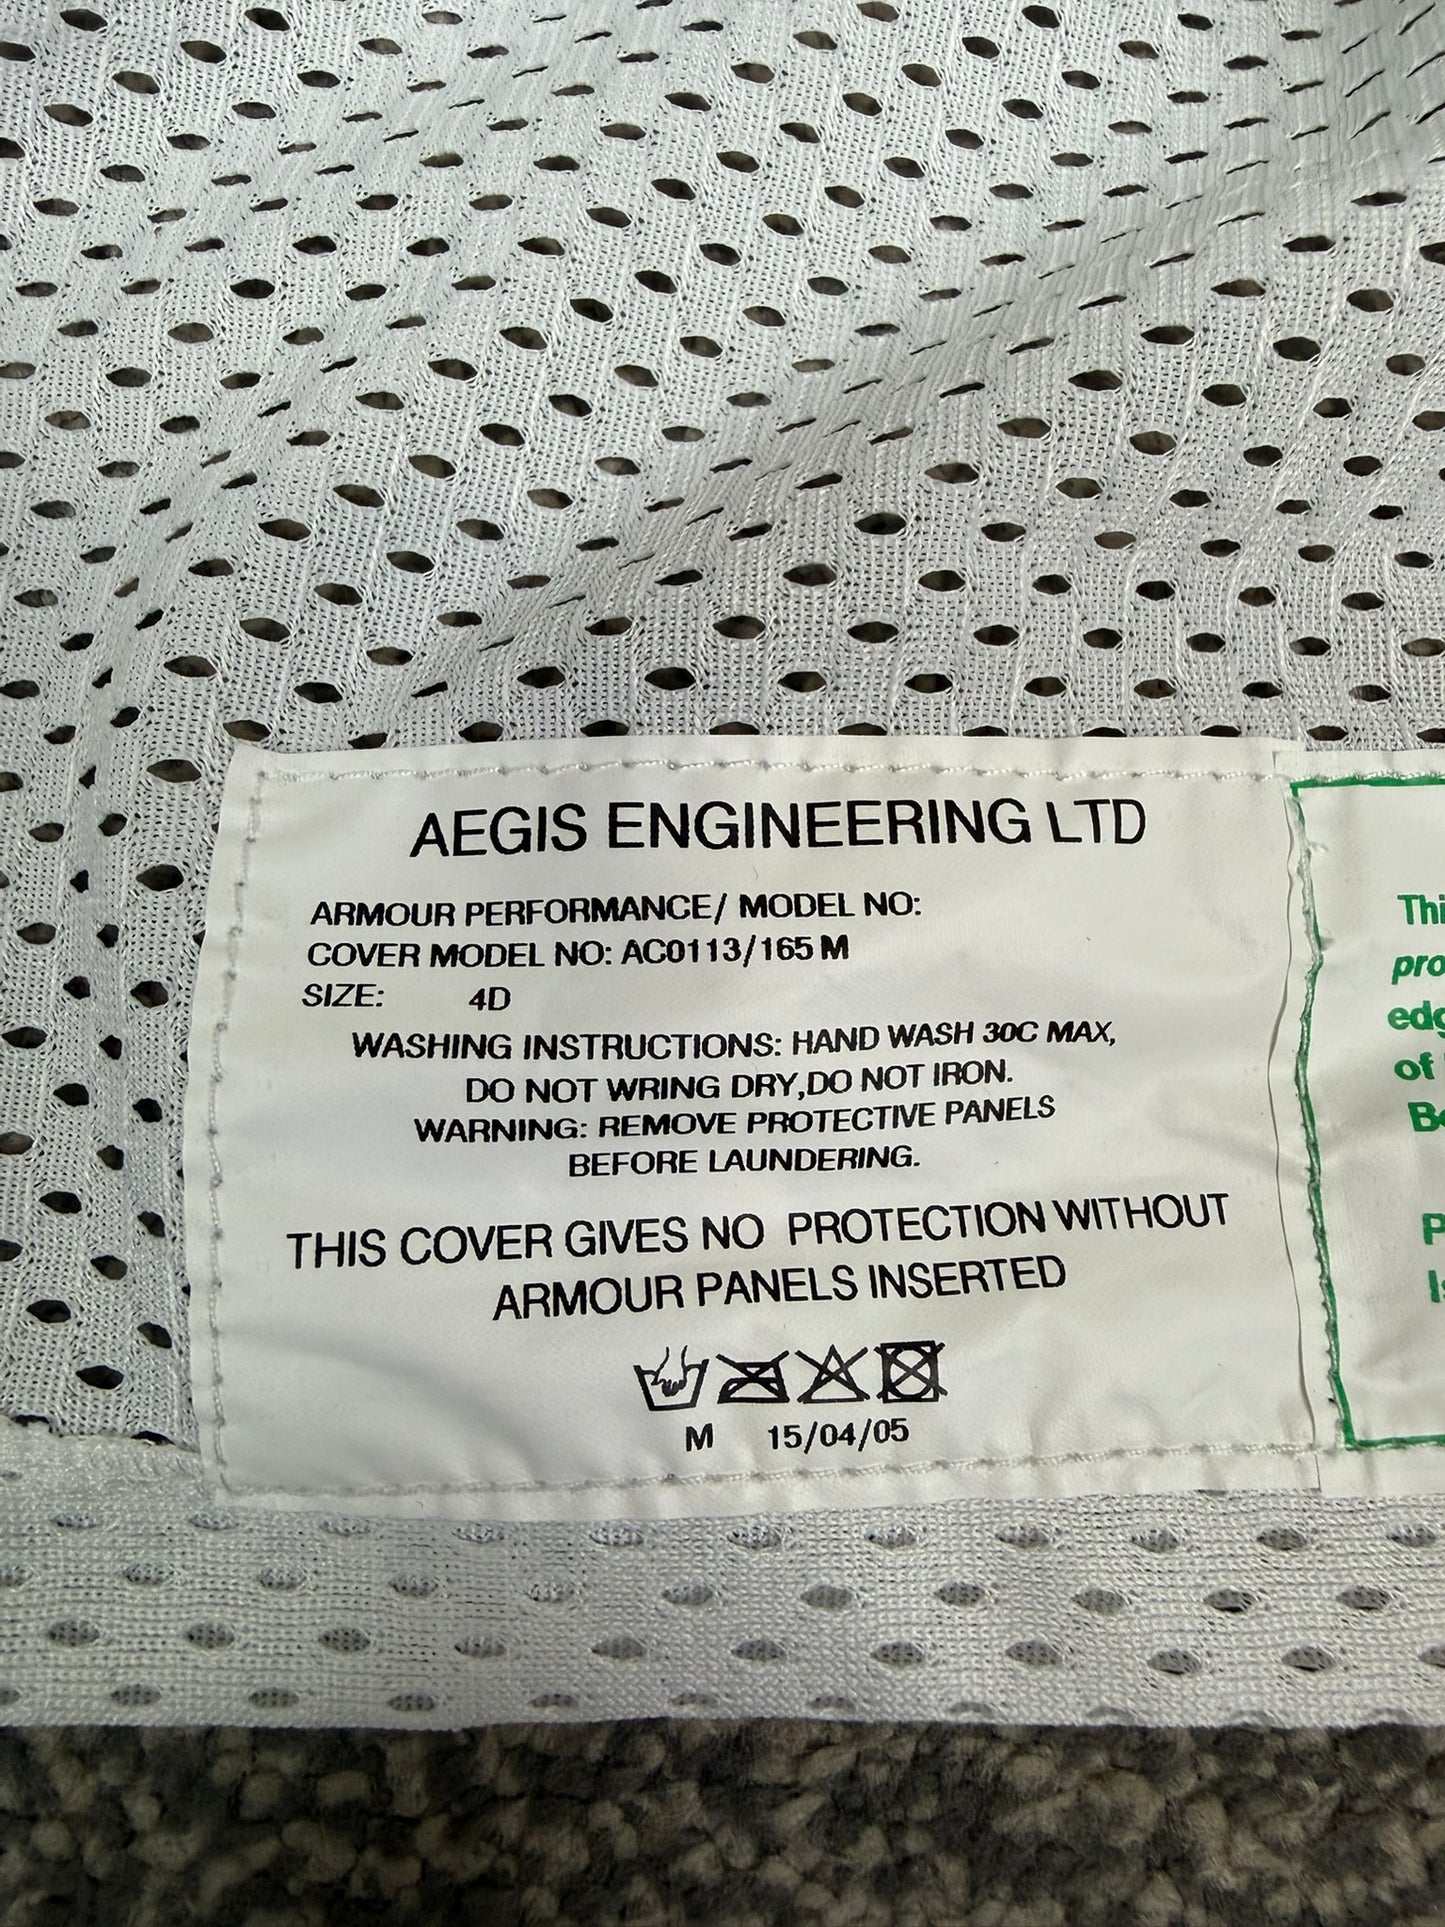 AEGIS ENGINEERING LTD
ARMOUR PERFORMANCE/ MODEL NO:
COVER MODEL NO: AC0113/165 M
SIZE: 4D
WASHING INSTRUCTIONS: HAND WASH 30C MAX,
DO NOT WRING DRY,DO NOT IRON.
WARNING: REMOVE PROTECTIVE PANELS
BEFORE LAUNDERING.
THIS COVER GIVES NO PROTECTION WITHOUT
ARMOUR PANELS INSERTED
M 15/04/05
of